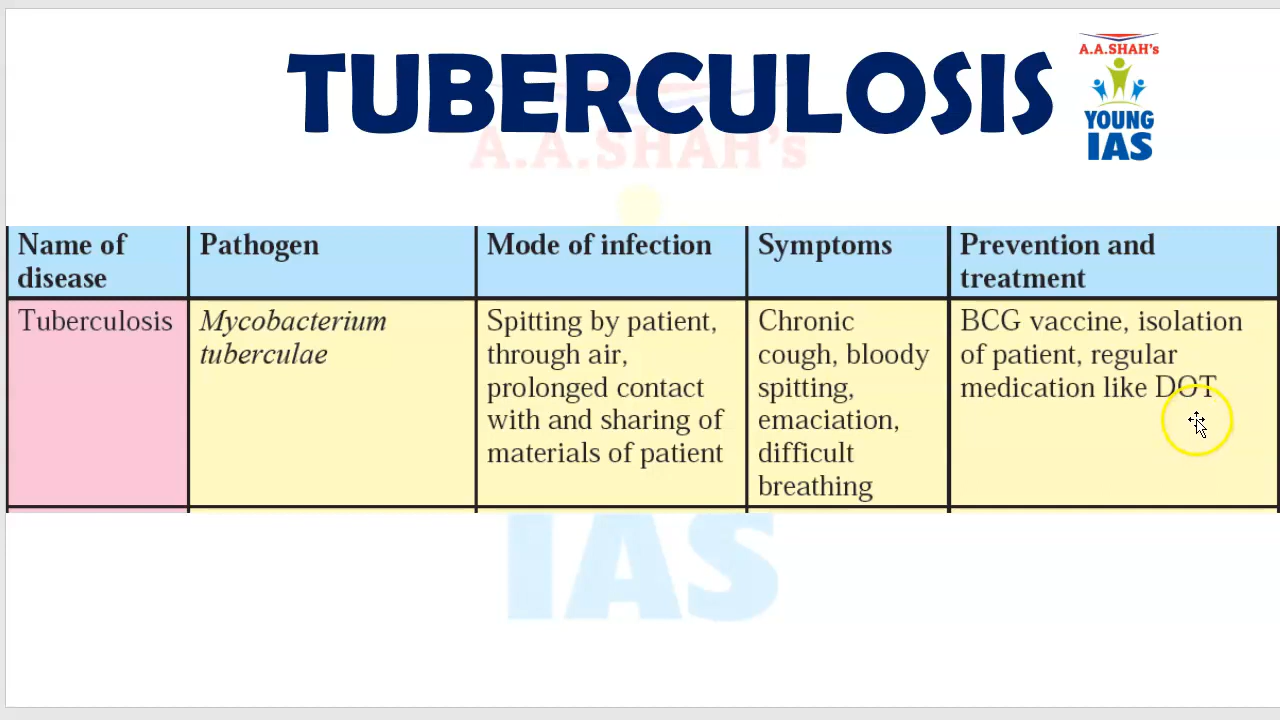 TUBERCULOSIS
A.A.SHAH's
YOUNG
IAS
A.A.SHAH's
Name of
disease
Pathogen
Mode of infection
Symptoms
Prevention and
treatment
Tuberculosis
Mycobacterium
tuberculae
Spitting by patient,
through air,
prolonged contact
with and sharing of
materials of patient
Chronic
cough, bloody
spitting,
emaciation,
difficult
breathing
BCG vaccine, isolation
of patient, regular
medication like DOT
IAS